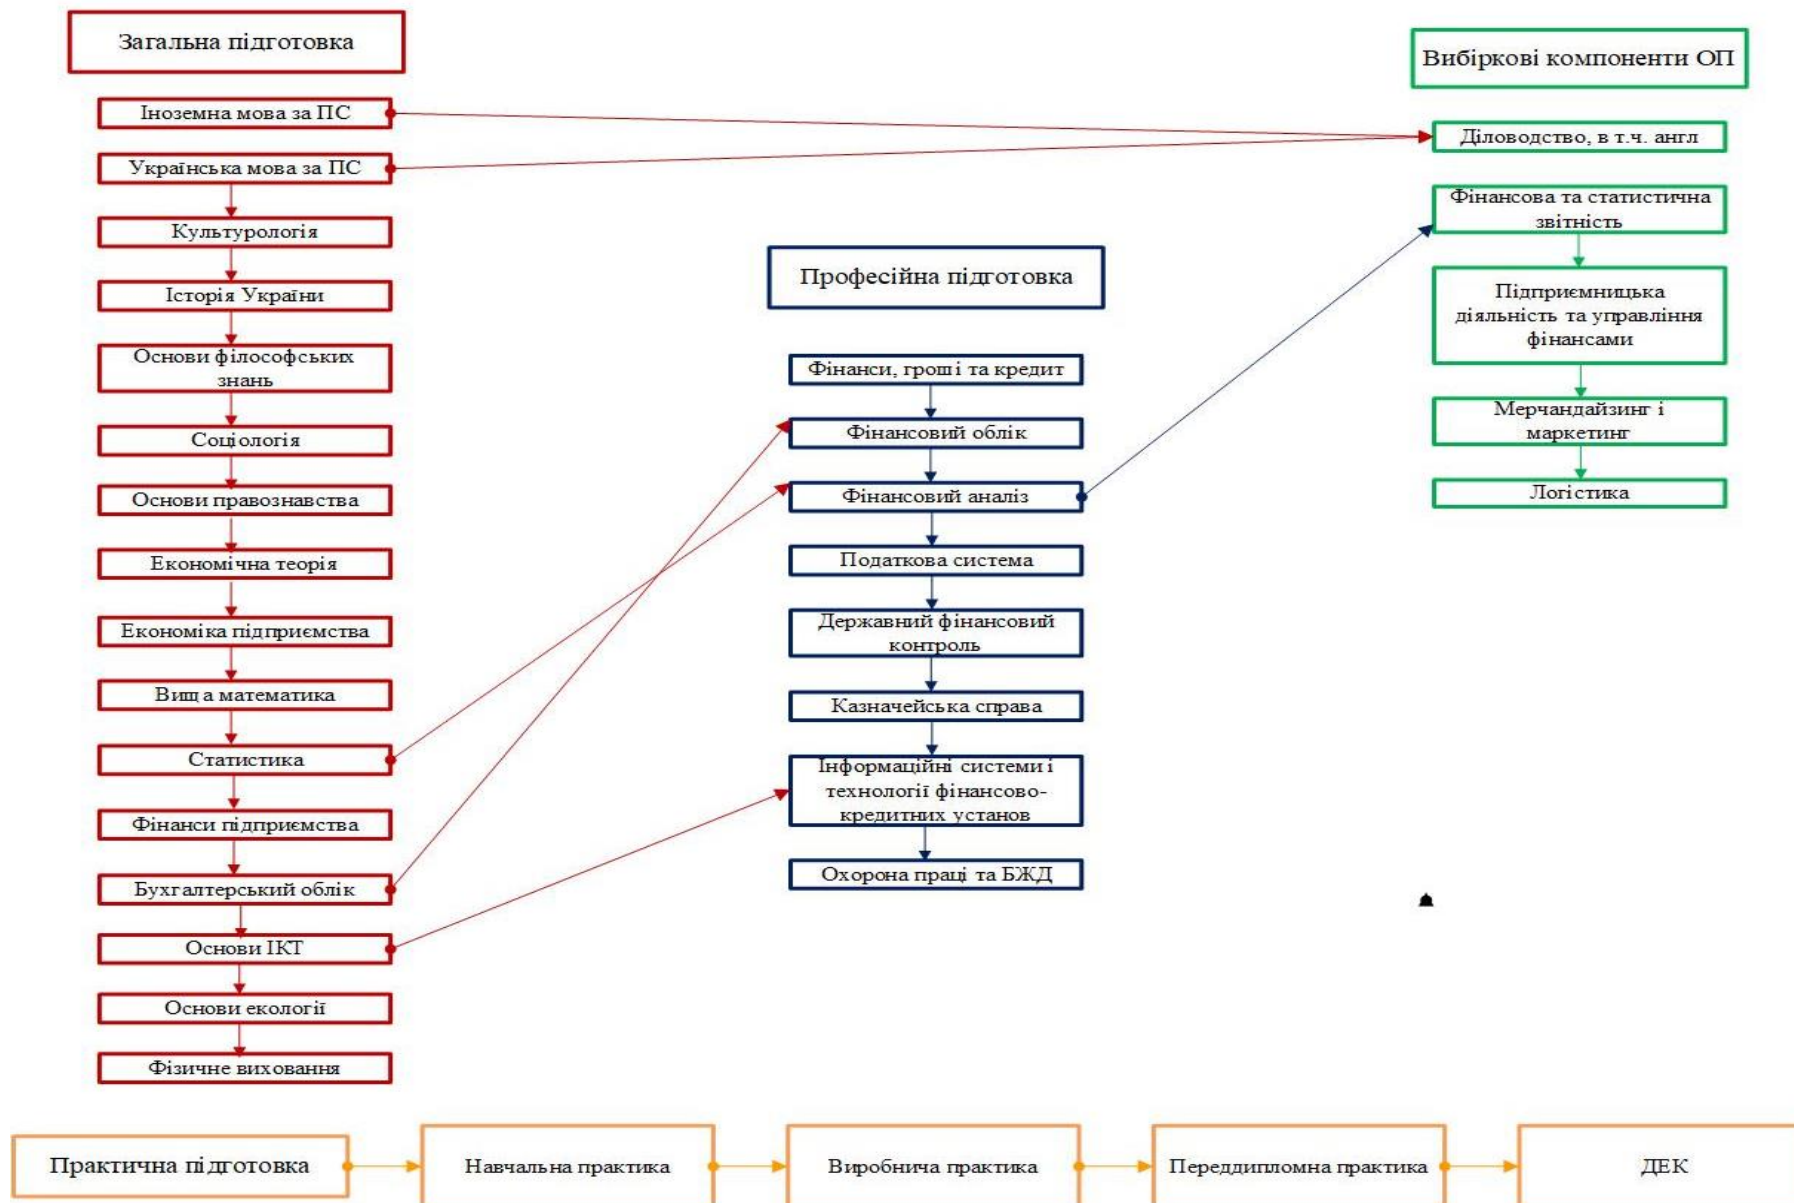 Загальна підготовка
Іноземна мова за ПС
Українська мова за ПС
Культурологія
Історія України
Основи філософських
знань
Соціологія
Основи правознавства
Економічна теорія
Економіка підприємства
Вища математика
Статистика
Фінанси підприємства
Бухгалтерський облік
Основи ІКТ
Основи екології
Фізичне виховання
Професійна підготовка
Фінанси, гроші та кредит
Фінансовий облік
Фінансовий аналіз
Податкова система
Державний фінансовий
контроль
Казначейська справа
Інформаційні системи і
технології фінансово-
кредитних установ
Охорона праці та БЖД
Вибіркові компоненти ОП
Діловодство, в т.ч. англ
Фінансова та статистична
звітність
Підприємницька
діяльність та управління
фінансами
Мерчандайзинг і
маркетинг
Логістика
Практична підготовка
Навчальна практика
Виробнича практика
Переддипломна практика
ДЕК